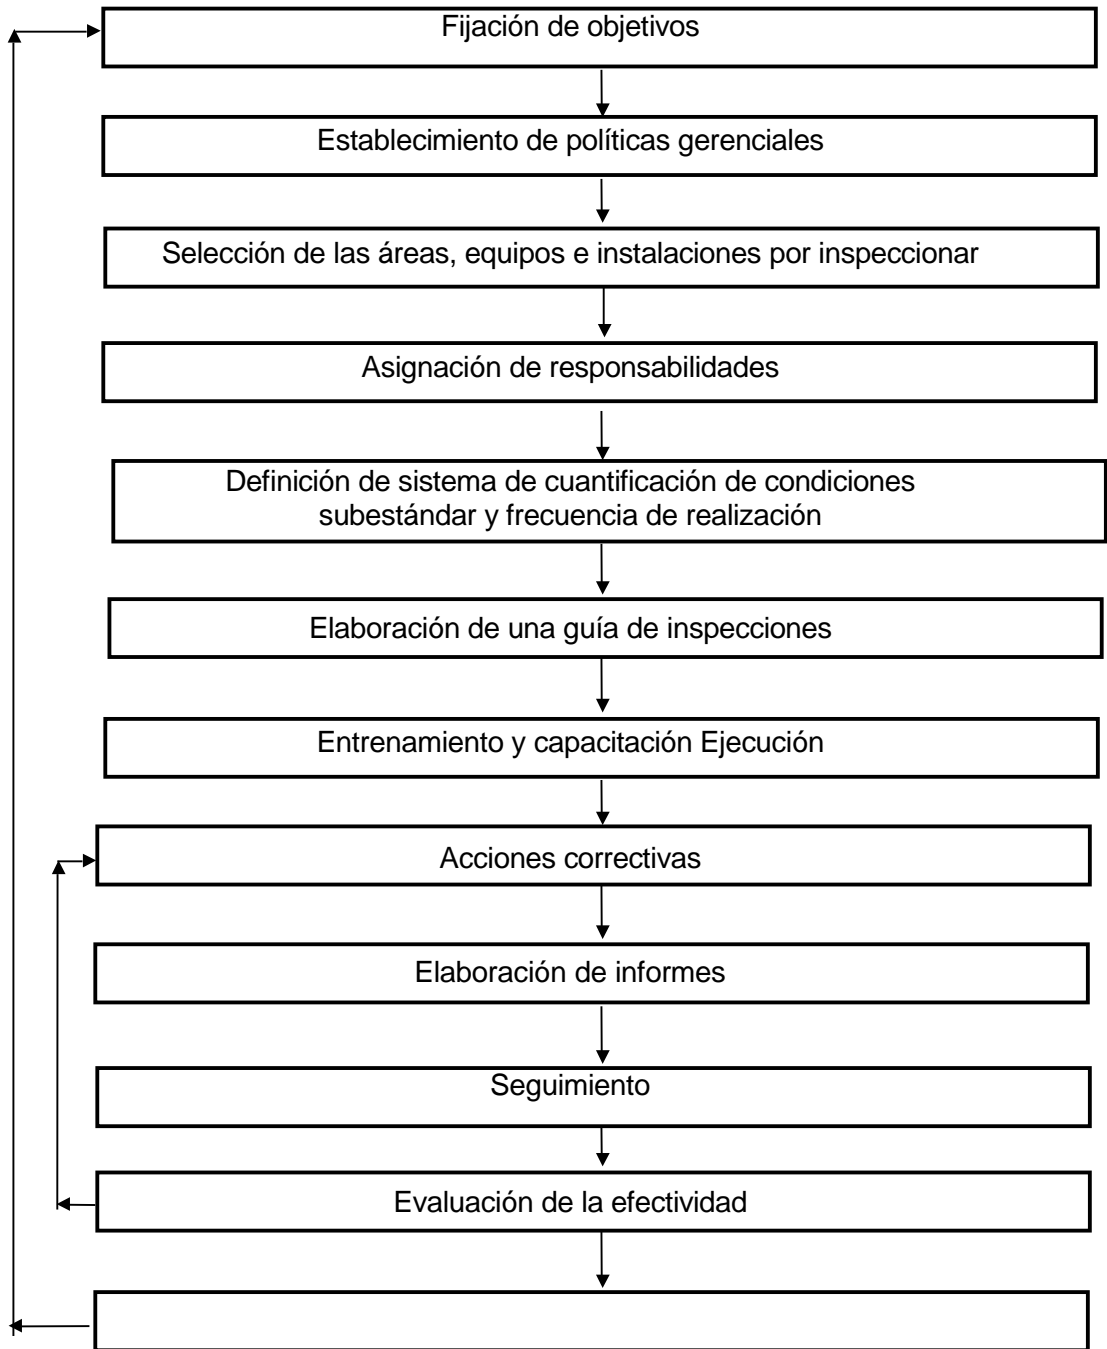 Fijación de objetivos
Establecimiento de políticas gerenciales
Selección de las áreas, equipos e instalaciones por inspeccionar
Asignación de responsabilidades
Definición de sistema de cuantificación de condiciones
subestándar y frecuencia de realización
Elaboración de una guía de inspecciones
Entrenamiento y capacitación Ejecución
Acciones correctivas
Elaboración de informes
Seguimiento
Evaluación de la efectividad